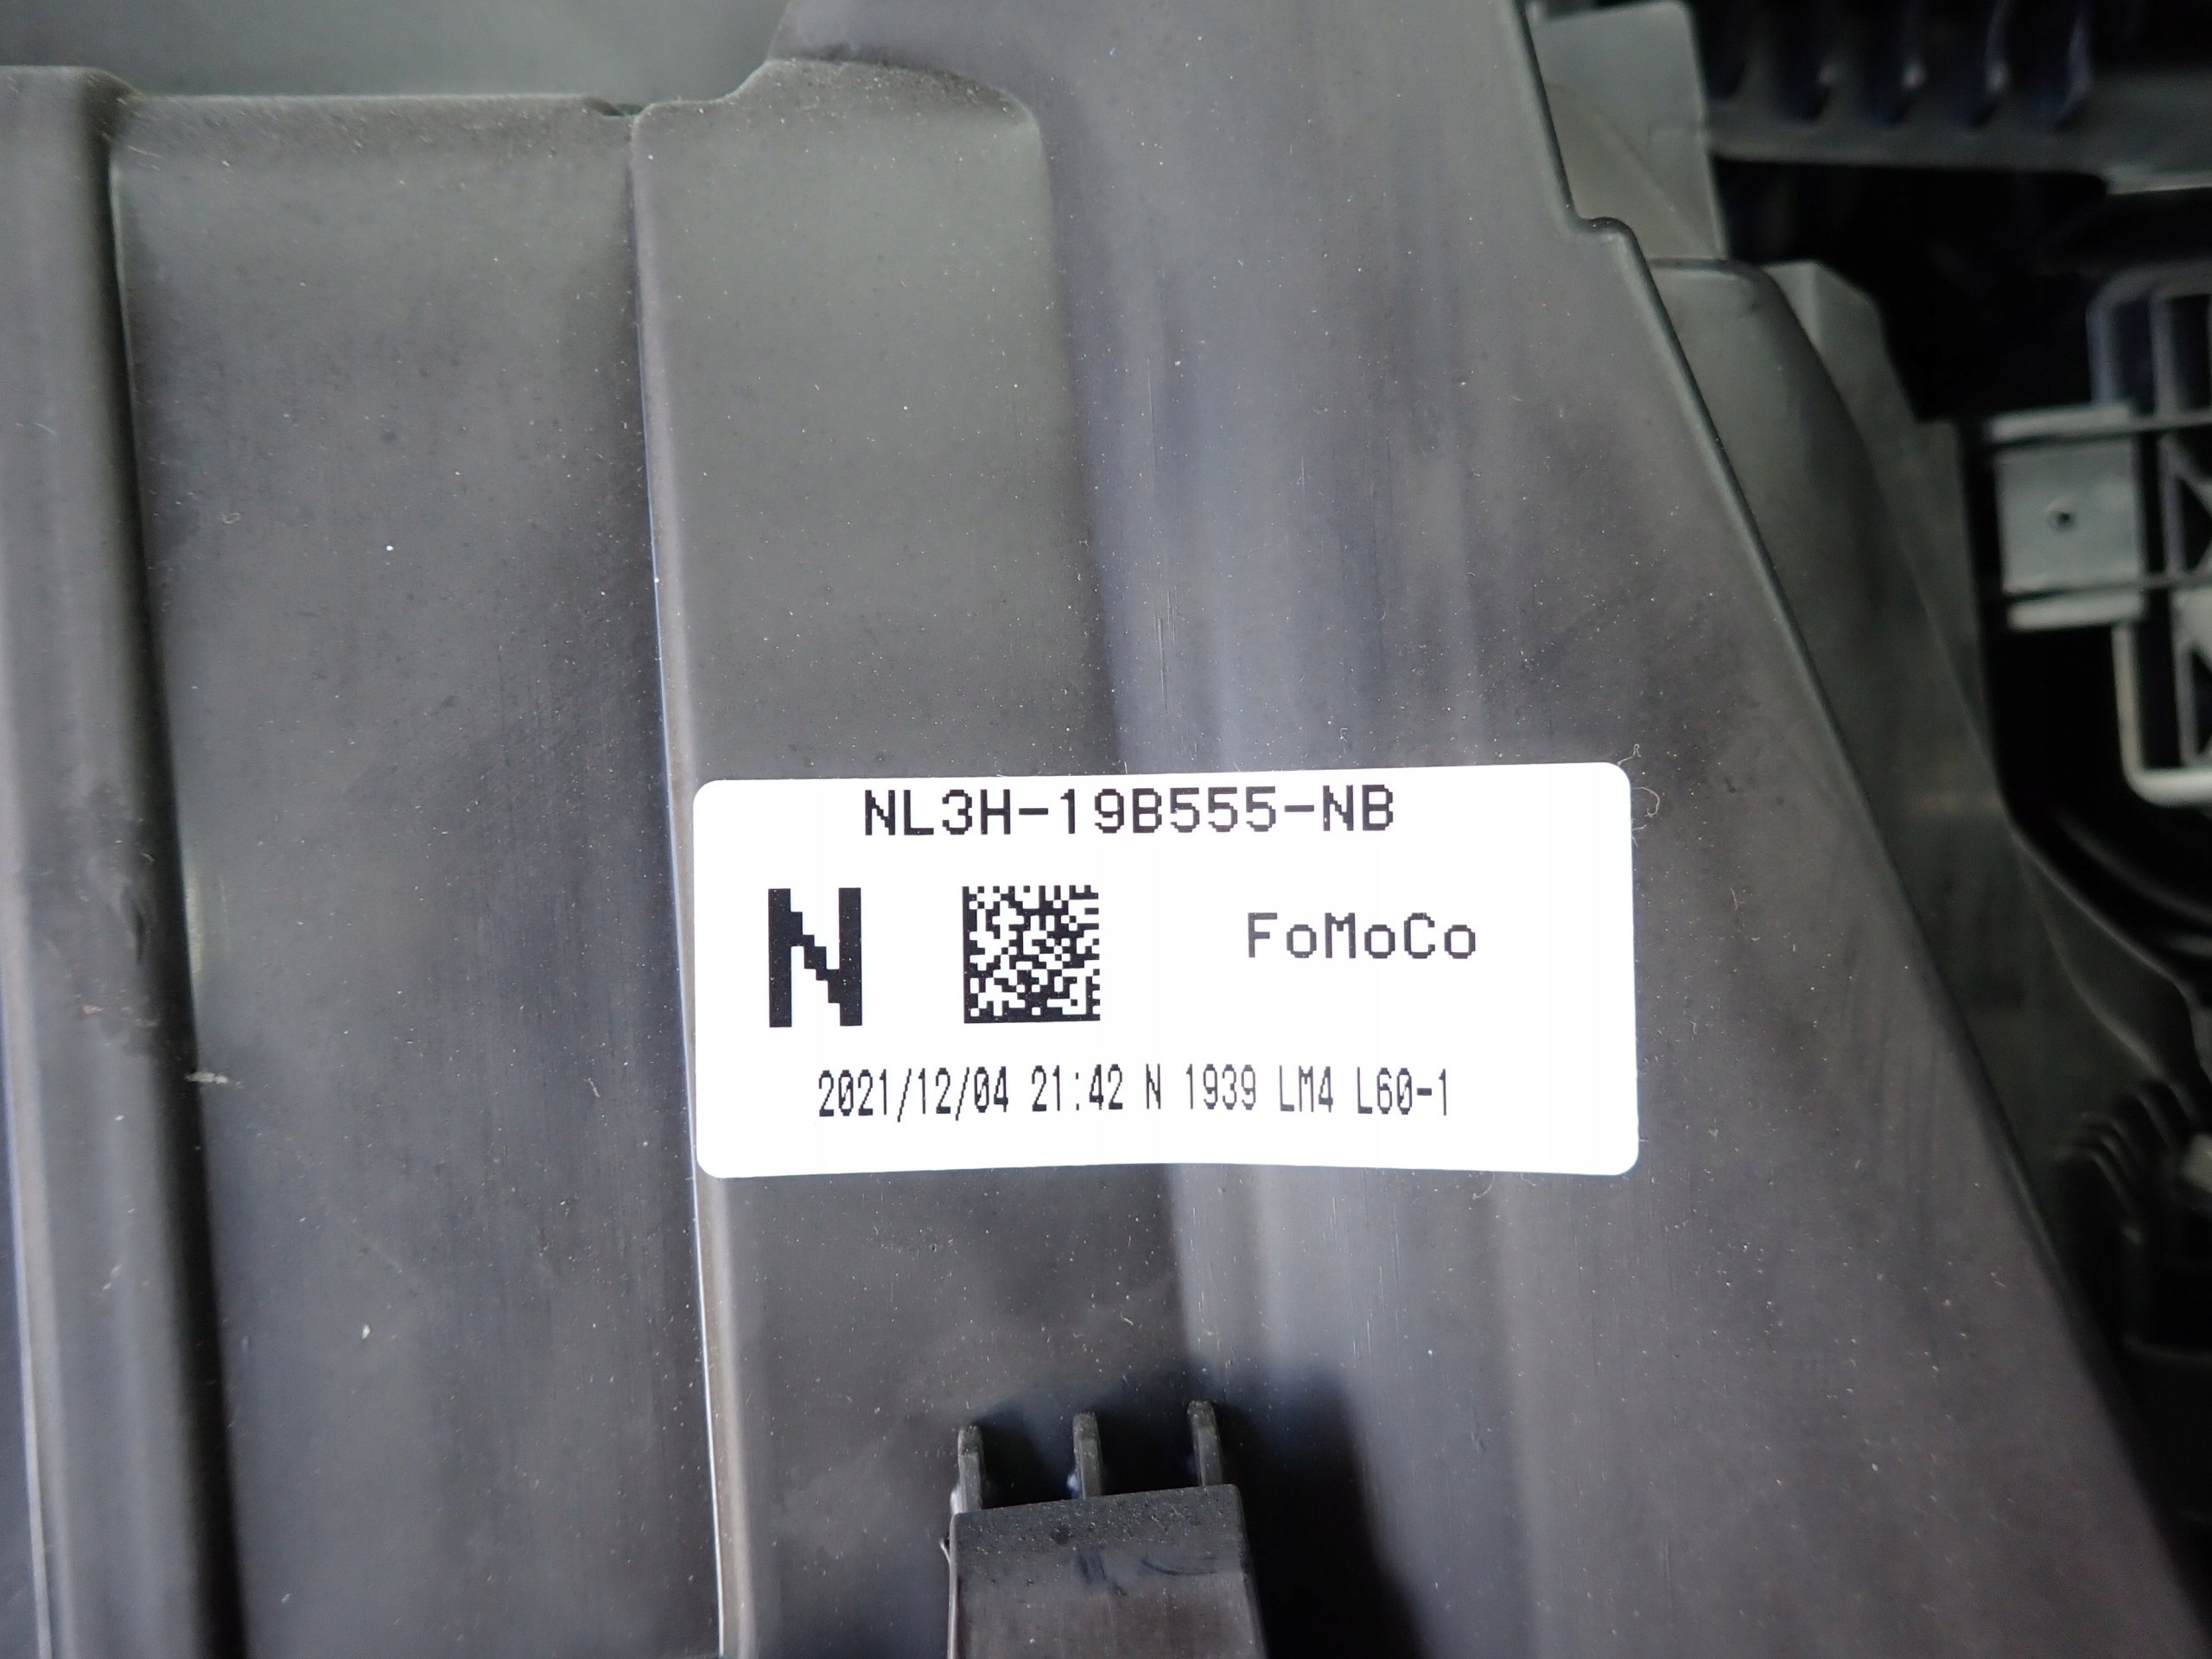 NL3H-19B555-NB
N
FoMoCo
2021/12/04 21:42 N 1939 LM4 L60-1